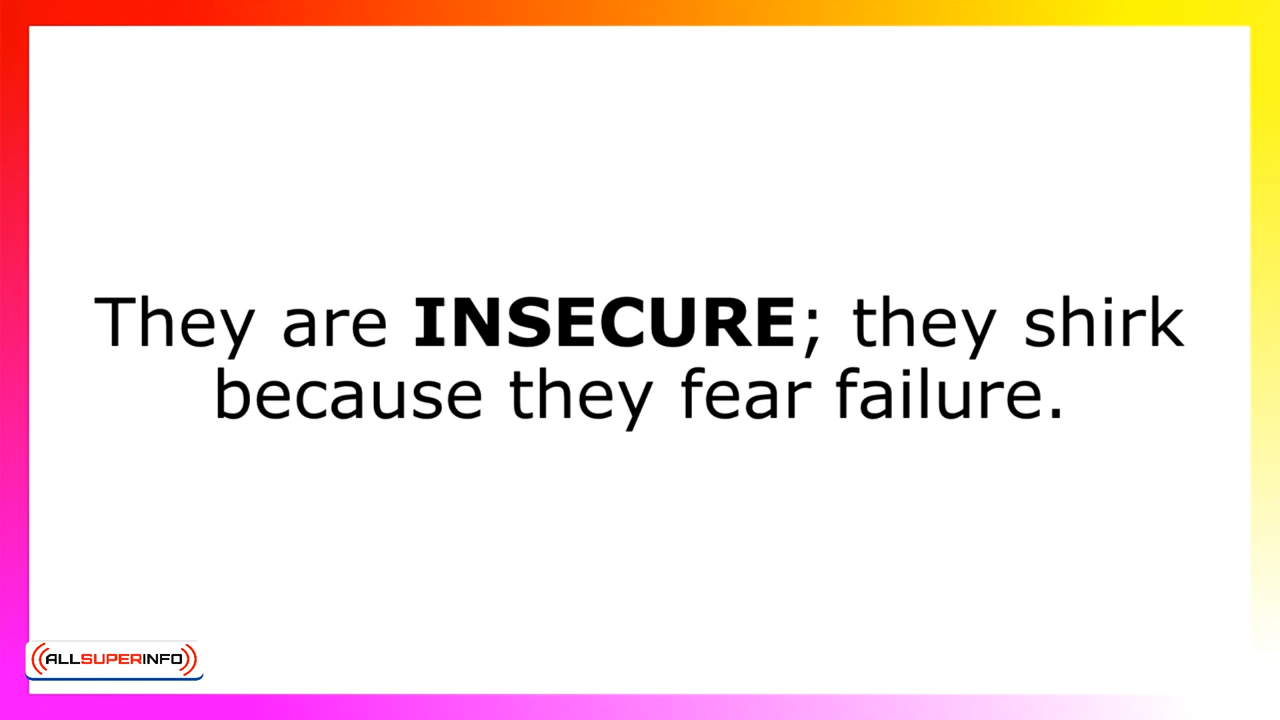 They are INSECURE; they shirk
because they fear failure.
ALLSUPERINFO